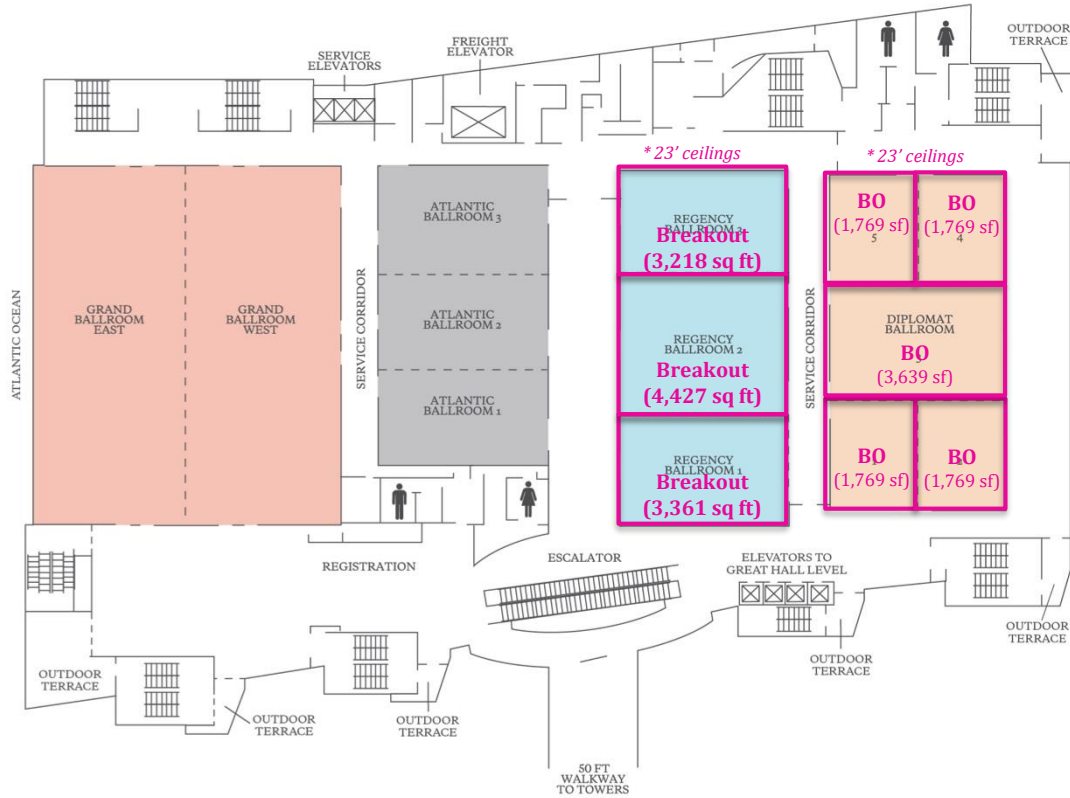 OUTDOOR
TERRACE
FREIGHT
ELEVATOR
SERVICE
ELEVATORS
* 23' ceilings
* 23' ceilings
ATLANTIC
BALLROOM 3
REGENCY
BALLROOM
Breakout
(3,218 sq ft)
BO
(1,769 sf)
5
BO
(1,769 sf)
4
ATLANTIC OCEAN
GRAND
BALLROOM
EAST
GRAND
BALLROOM
WEST
SERVICE CORRIDOR
ATLANTIC
BALLROOM 2
REGENCY
BALLROOM 2
Breakout
(4,427 sq ft)
SERVICE CORRIDOR
DIPLOMAT
BALLROOM
BO
(3,639 sf)
ATLANTIC
BALLROOM 1
REGENCY
BALLROOM 1
Breakout
(3,361 sq ft)
BO
(1,769 sf)
BO
(1,769 sf)
REGISTRATION
ESCALATOR
ELEVATORS TO
GREAT HALL LEVEL
OUTDOOR
TERRACE
OUTDOOR
TERRACE
OUTDOOR
TERRACE
OUTDOOR
TERRACE
OUTDOOR
TERRACE
50 FT
WALKWAY
TO TOWERS